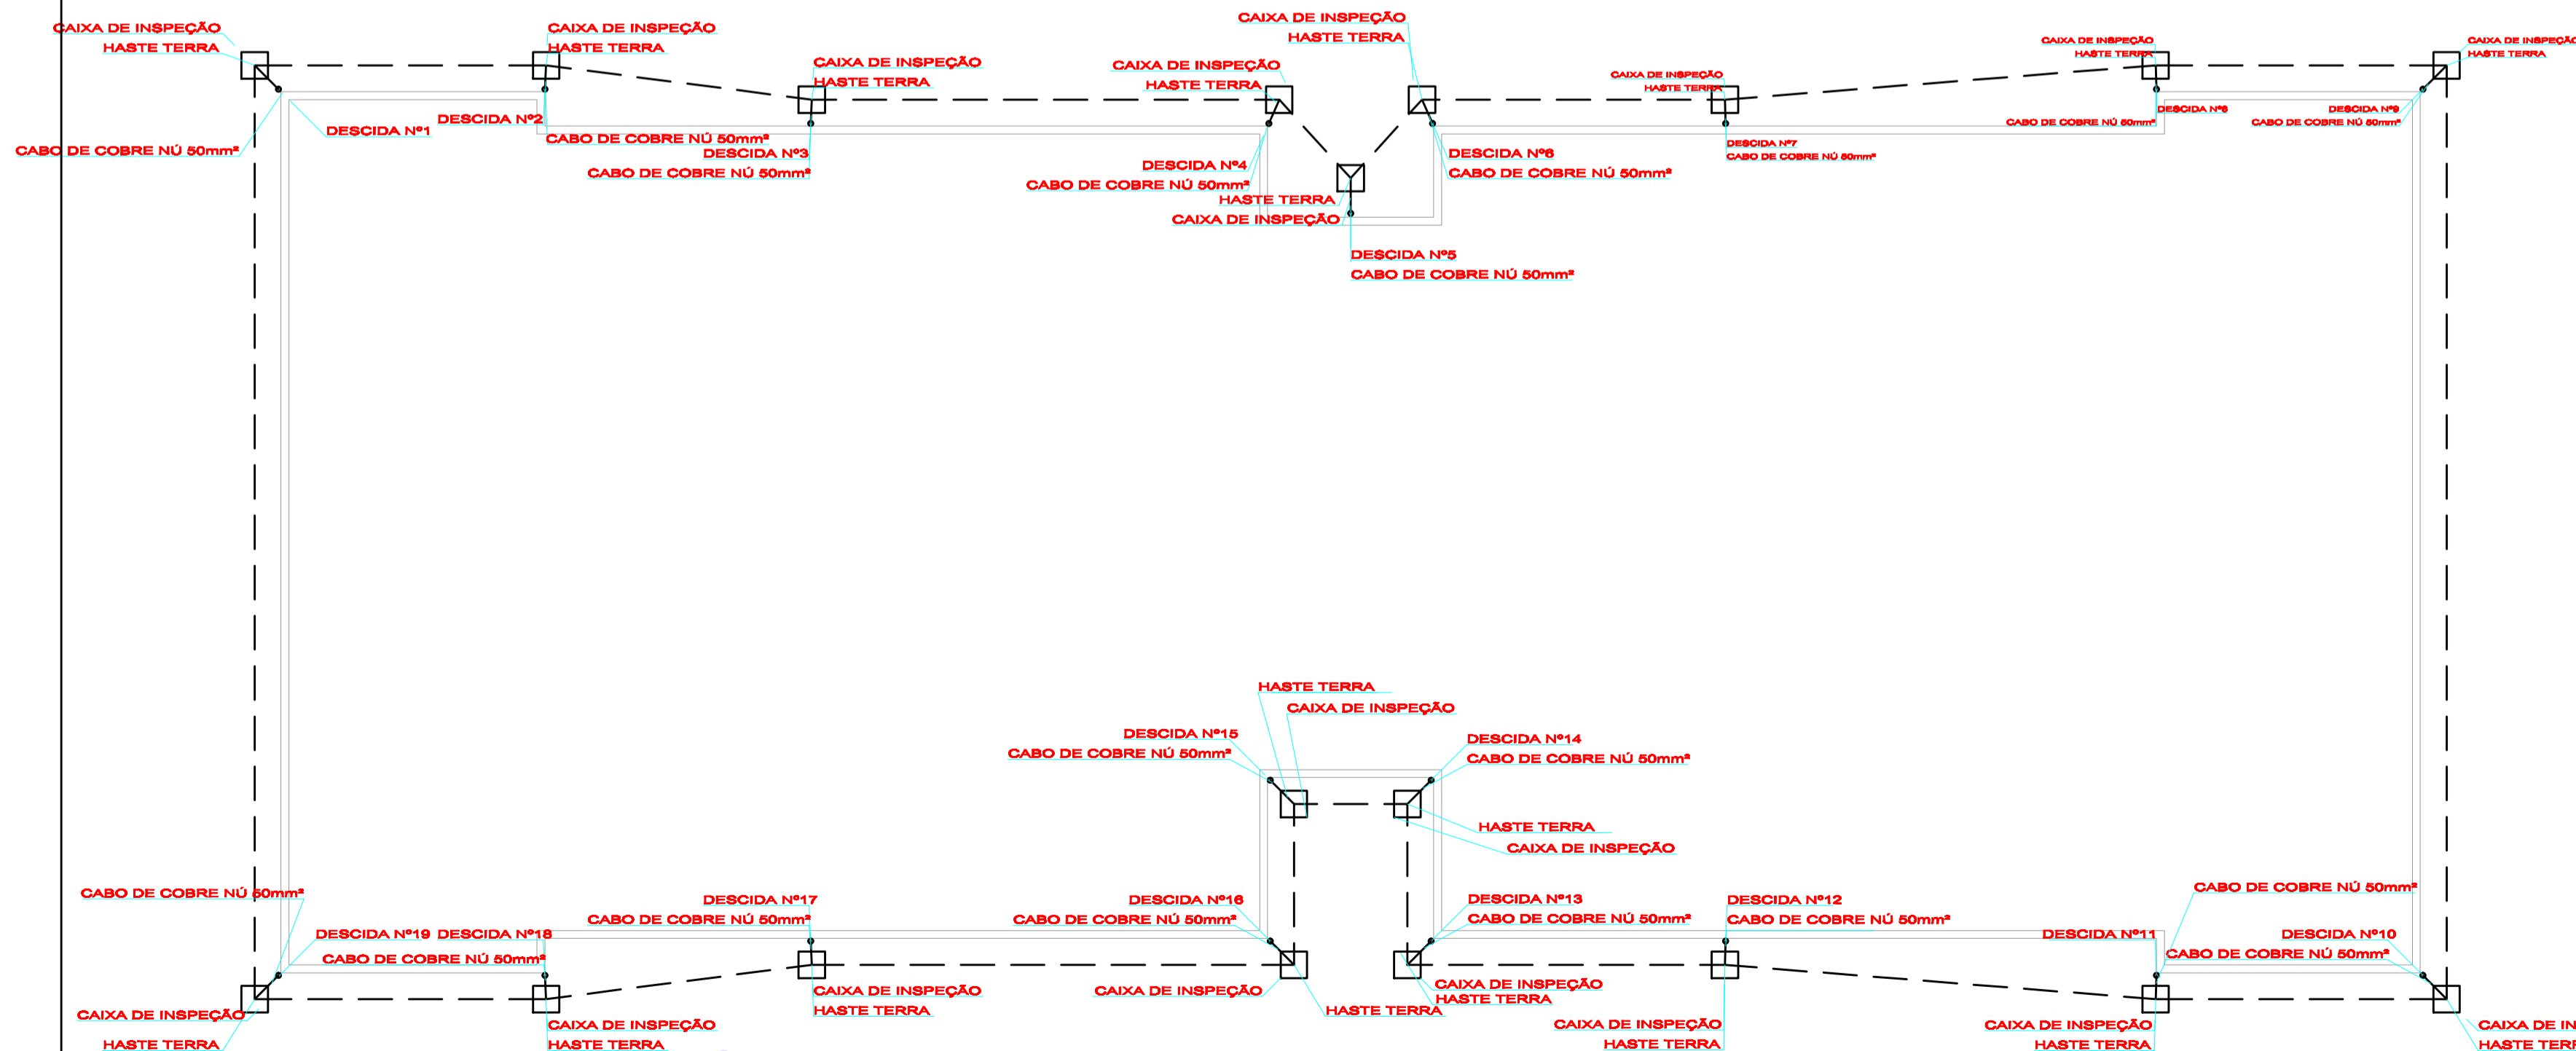 CAIXA DE INSPEÇÃO
HASTE TERRA
CAIXA DE INSPEÇÃO
HASTE TERRA
CAIXA DE INSPEÇÃO
HASTE TERRA
CAIXA DE INSPEÇÃO
HASTE TERRA
CAIXA DE INSPEÇÃO
HASTE TERRA
CAIXA DE INSPEÇÃO
HASTE TERRA
CAIXA DE INSPEÇÃO
HASTE TERRA
CAIXA DE INSPEÇÃO
HASTE TERRA
DESCIDA Nº1
CABO DE COBRE NÚ 50mm²
DESCIDA Nº2
CABO DE COBRE NÚ 50mm²
DESCIDA Nº3
CABO DE COBRE NÚ 50mm²
DESCIDA Nº4
CABO DE COBRE NÚ 50mm²
HASTE TERRA
CAIXA DE INSPEÇÃO
DESCIDA Nº5
CABO DE COBRE NÚ 50mm²
DESCIDA Nº6
CABO DE COBRE NÚ 50mm²
DESCIDA Nº7
CABO DE COBRE NÚ 50mm²
DESCIDA Nº8
CABO DE COBRE NÚ 50mm²
DESCIDA Nº9
CABO DE COBRE NÚ 50mm²
HASTE TERRA
CAIXA DE INSPEÇÃO
DESCIDA Nº15
CABO DE COBRE NÚ 50mm²
DESCIDA Nº14
CABO DE COBRE NÚ 50mm²
HASTE TERRA
CAIXA DE INSPEÇÃO
CABO DE COBRE NÚ 50mm²
DESCIDA Nº19
DESCIDA Nº18
CABO DE COBRE NÚ 50mm²
DESCIDA Nº17
CABO DE COBRE NÚ 50mm²
DESCIDA Nº16
CABO DE COBRE NÚ 50mm²
DESCIDA Nº13
CABO DE COBRE NÚ 50mm²
DESCIDA Nº12
CABO DE COBRE NÚ 50mm²
CABO DE COBRE NÚ 50mm²
DESCIDA Nº11
DESCIDA Nº10
CABO DE COBRE NÚ 50mm²
CAIXA DE INSPEÇÃO
HASTE TERRA
CAIXA DE INSPEÇÃO
HASTE TERRA
CAIXA DE INSPEÇÃO
HASTE TERRA
CAIXA DE INSPEÇÃO
HASTE TERRA
CAIXA DE INSPEÇÃO
HASTE TERRA
CAIXA DE INSPEÇÃO
HASTE TERRA
CAIXA DE INSPEÇÃO
HASTE TERRA
CAIXA DE
HASTE